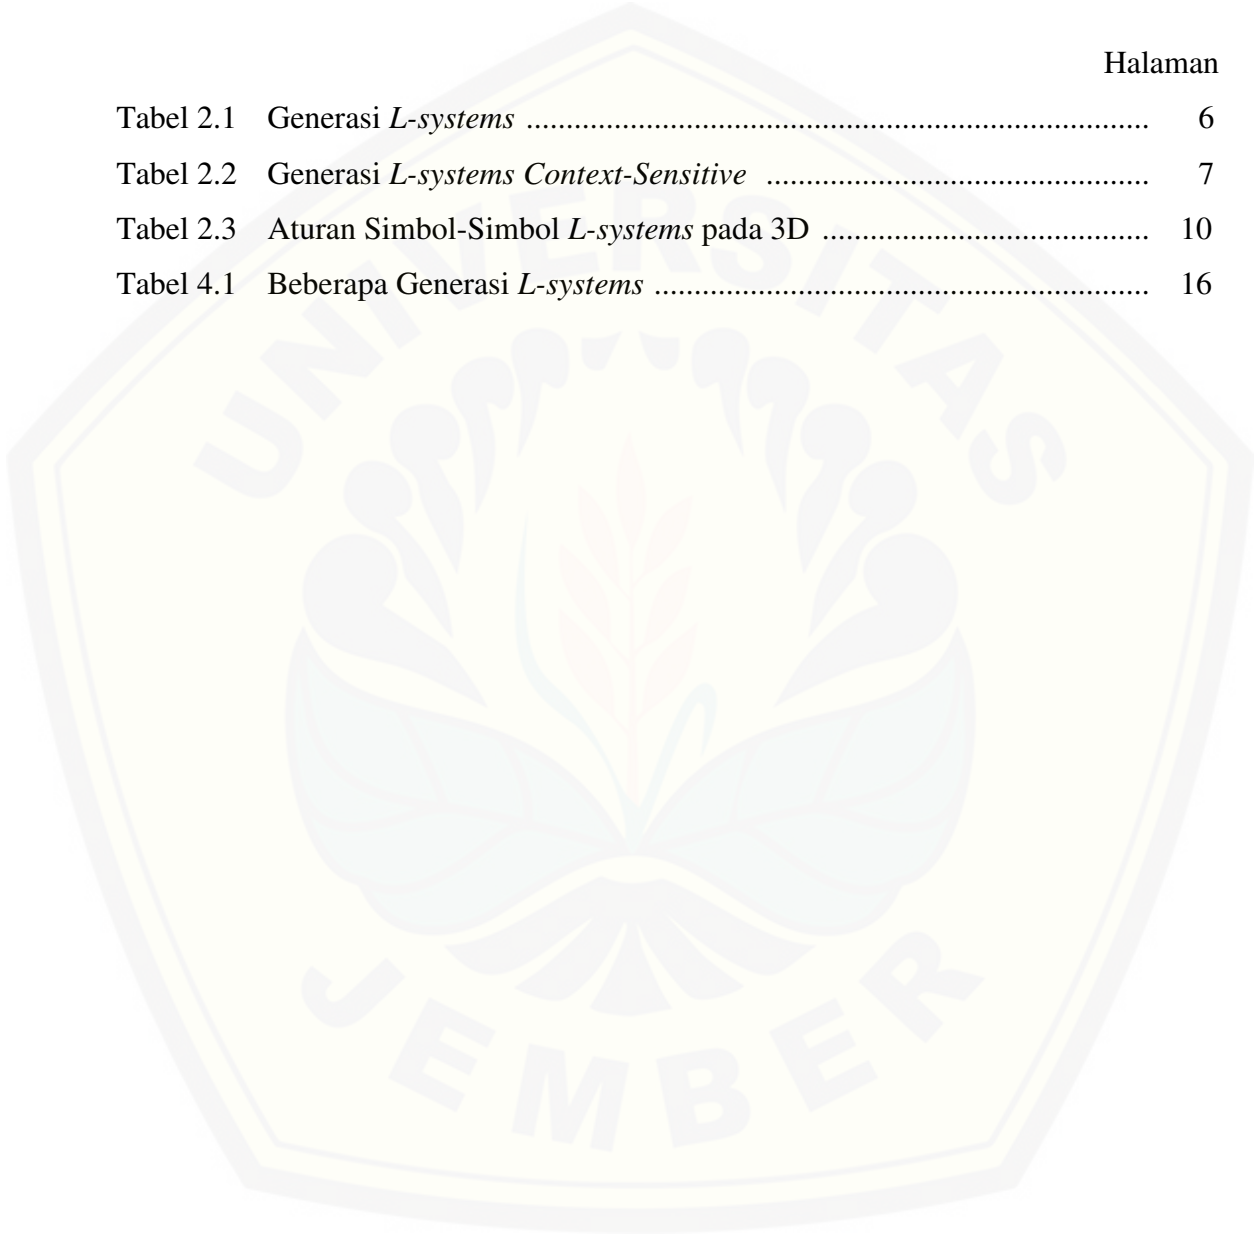 Halaman
Tabel 2.1 Generasi L-systems ............................................................................... 6
Tabel 2.2 Generasi L-systems Context-Sensitive ................................................. 7
Tabel 2.3 Aturan Simbol-Simbol L-systems pada 3D .......................................... 10
Tabel 4.1 Beberapa Generasi L-systems ............................................................... 16
UNIVERSITAS
JEMBER